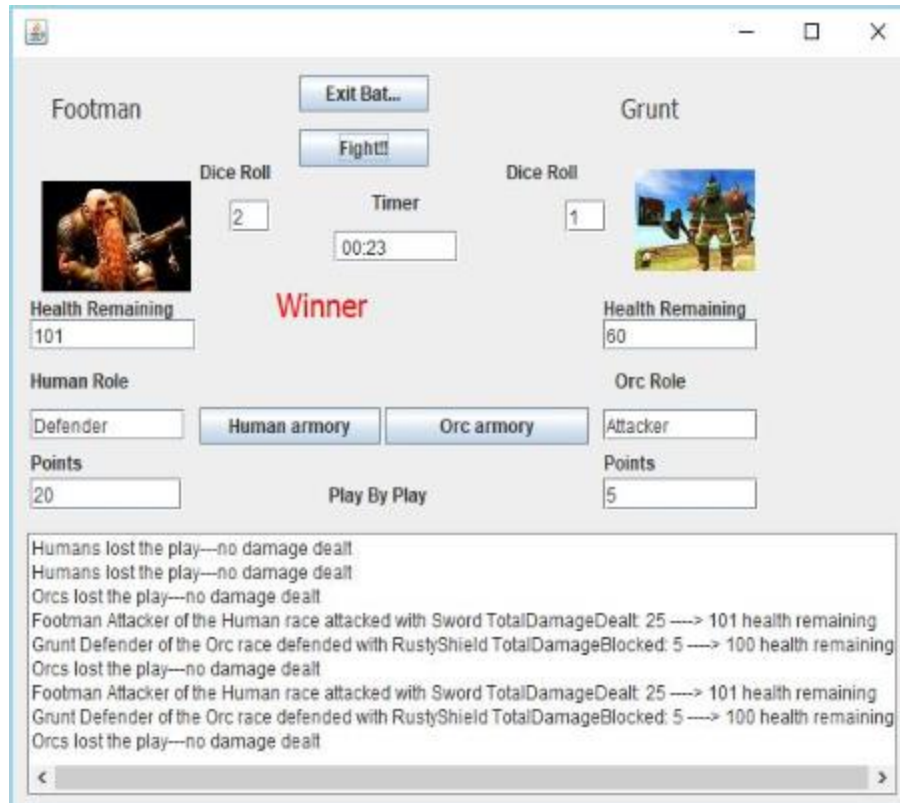 Exit Bat...
Footman
Grunt
Fight!!
Dice Roll
Dice Roll
2
Timer
1
00:23
Winner
Health Remaining
Health Remaining
101
60
Human Role
Orc Role
Defender
Human armory
Orc armory
Attacker
Points
Points
20
Play By Play
5
Humans lost the play---no damage dealt
Humans lost the play---no damage dealt
Orcs lost the play---no damage dealt
Footman Attacker of the Human race attacked with Sword TotalDamageDealt: 25 ----> 101 health remaining
Grunt Defender of the Orc race defended with RustyShield TotalDamageBlocked: 5 ----> 100 health remaining
Orcs lost the play---no damage dealt
Footman Attacker of the Human race attacked with Sword TotalDamageDealt: 25 ----> 101 health remaining
Grunt Defender of the Orc race defended with RustyShield TotalDamageBlocked: 5 ----> 100 health remaining
Orcs lost the play---no damage dealt